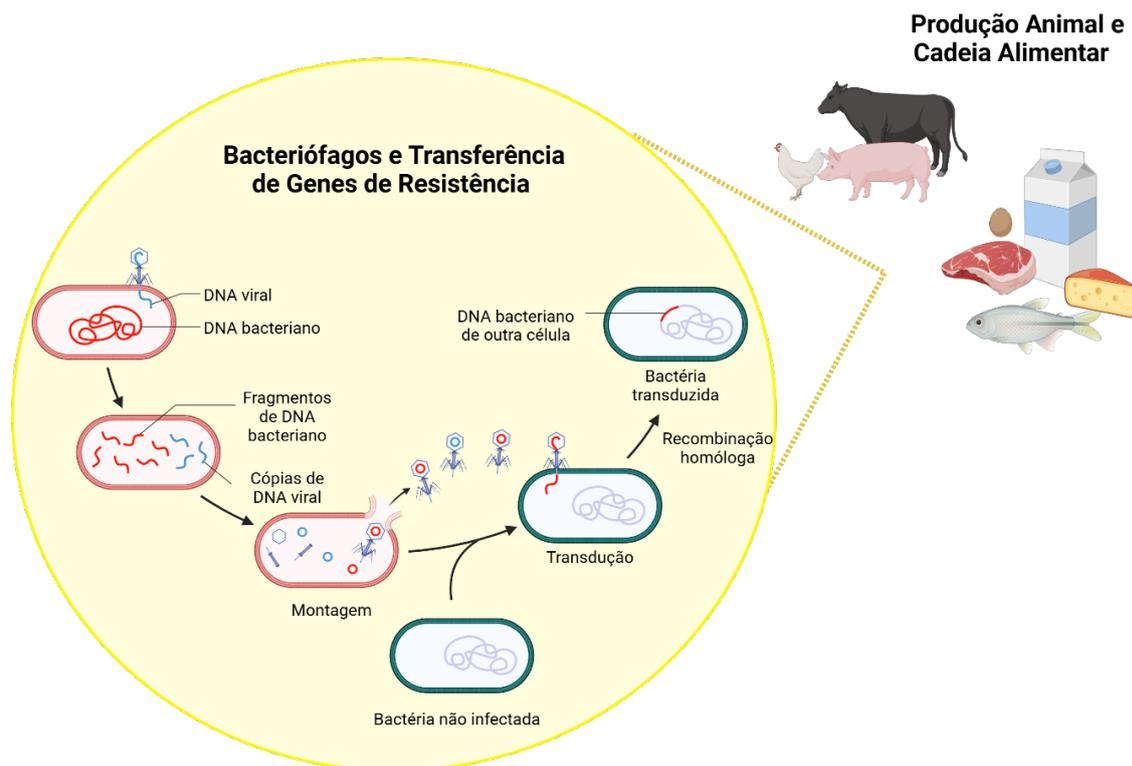 Produção Animal e
Cadeia Alimentar
Bacteriófagos e Transferência
de Genes de Resistência
DNA viral
DNA bacteriano
Fragmentos
de DNA
bacteriano
Cópias de
DNA viral
Montagem
Bactéria não infectada
Transdução
Recombinação
homóloga
DNA bacteriano
de outra célula
Bactéria
transduzida